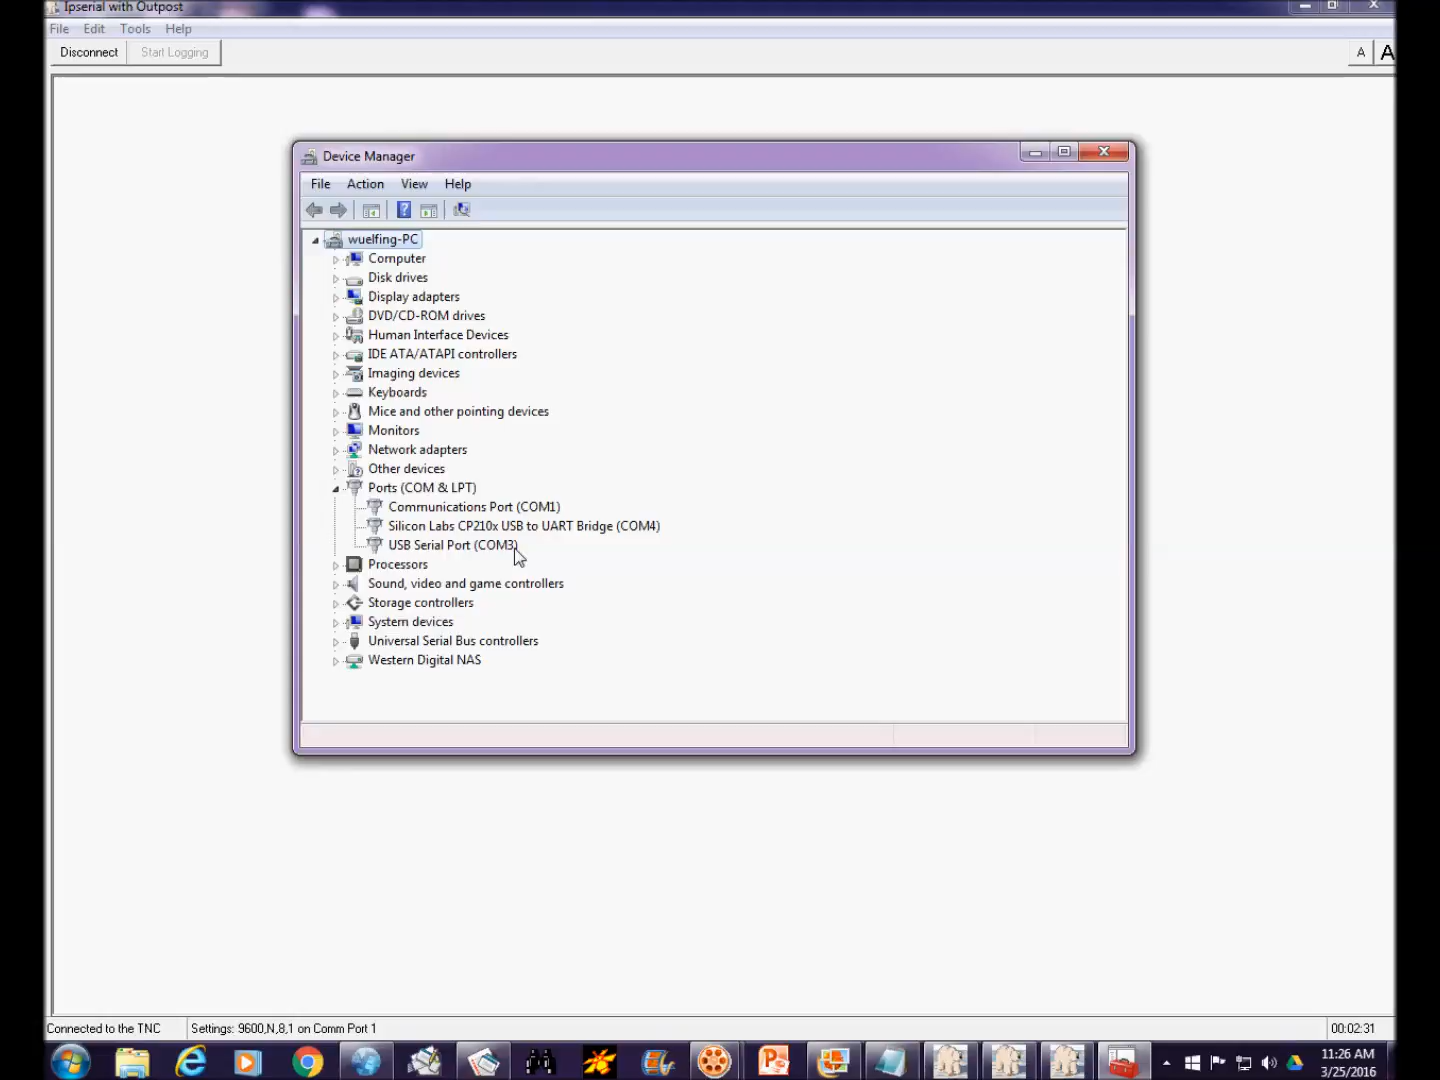 Ipserial with Outpost
File Edit Tools Help
Disconnect Start Logging A A
Device Manager
File Action View Help
wuelfing-PC
Computer
Disk drives
Display adapters
DVD/CD-ROM drives
Human Interface Devices
IDE ATA/ATAPI controllers
Imaging devices
Keyboards
Mice and other pointing devices
Monitors
Network adapters
Other devices
Ports (COM & LPT)
Communications Port (COM1)
Silicon Labs CP210x USB to UART Bridge (COM4)
USB Serial Port (COM3)
Processors
Sound, video and game controllers
Storage controllers
System devices
Universal Serial Bus controllers
Western Digital NAS
Connected to the TNC Settings: 9600,N,8,1 on Comm Port 1 00:02:31
11:26 AM
3/25/2016